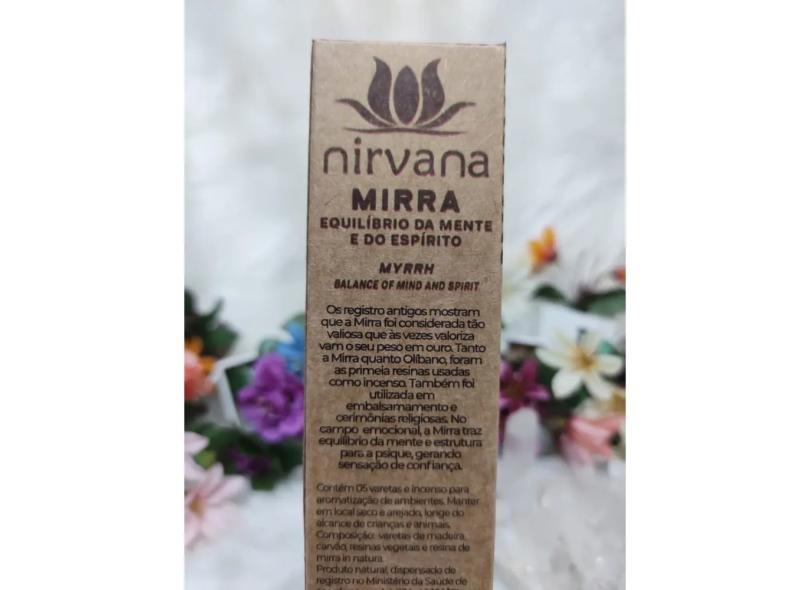 nirvana
MIRRA
EQUILÍBRIO DA MENTE
E DO ESPÍRITO
MYRRH
BALANCE OF MIND AND SPIRIT
Os registro antigos mostram
que a Mirra foi considerada tão
valiosa que às vezes valoriza
vam o seu peso em ouro. Tanto
a Mirra quanto Olíbano, foram
as primeia resinas usadas
como incenso. Também foi
utilizada em
embalsamamento e
cerimônias religiosas. No
campo emocional, a Mirra traz
equilíbrio da mente e estrutura
para a psique, gerando
sensação de confiança.
Contém 05 varetas e incenso para
aromatização de ambientes. Manter
em local seco e arejado, longe do
alcance de crianças e animais.
Composição: varetas de madeira,
carvão, resinas vegetais e resina de
mirra in natura.
Produto natural, dispensado de
registro no Ministério da Saúde de